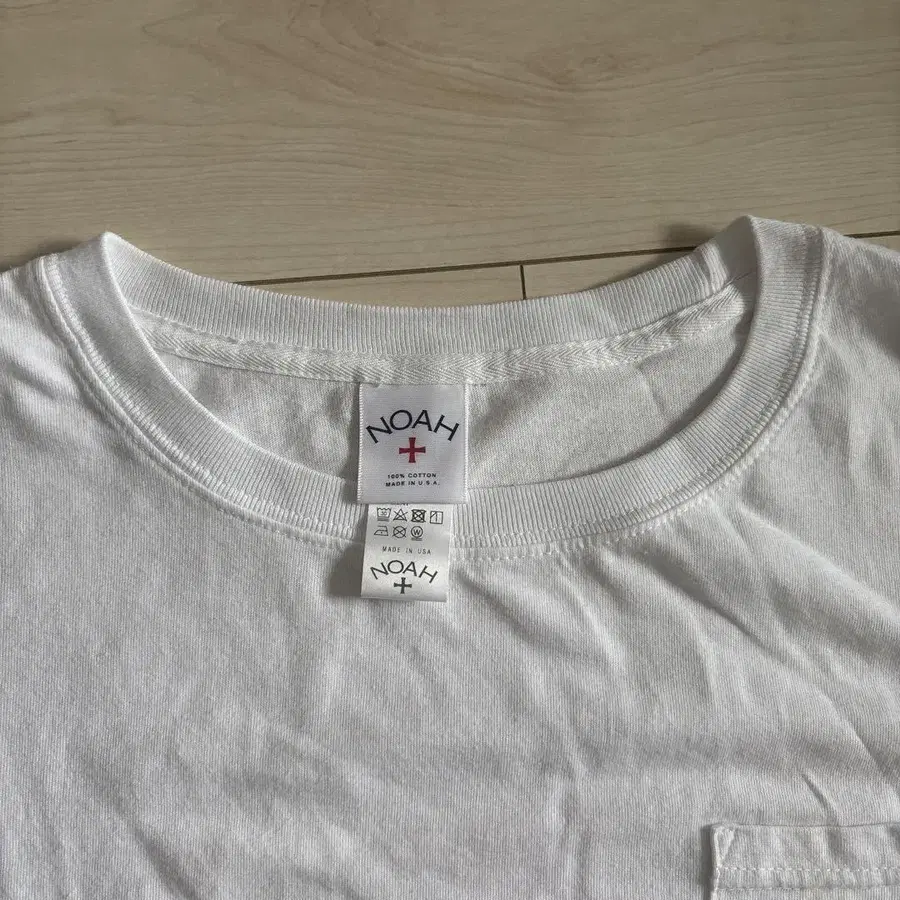 NOAH
100% COTTON
MADE IN U.S.A.
MADE IN USA
NOAH